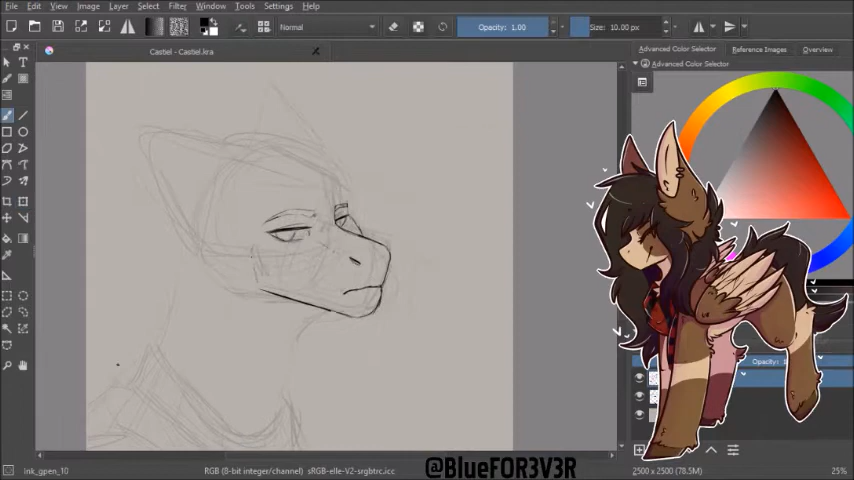 File Edit View Image Layer Select Filter Tools Window Settings Help
Normal Opacity: 1.00 Size: 10.00 px
Castiel - Castiel.kra
Advanced Color Selector Reference Images Overview
Advanced Color Selector
Opacity: 1
@BlueF0R3V3R
ink_gpen_10 RGB (8-bit integer/channel) sRGB-elle-V2-srgbtrc.icc 2500 x 2500 (78.5M) 25%